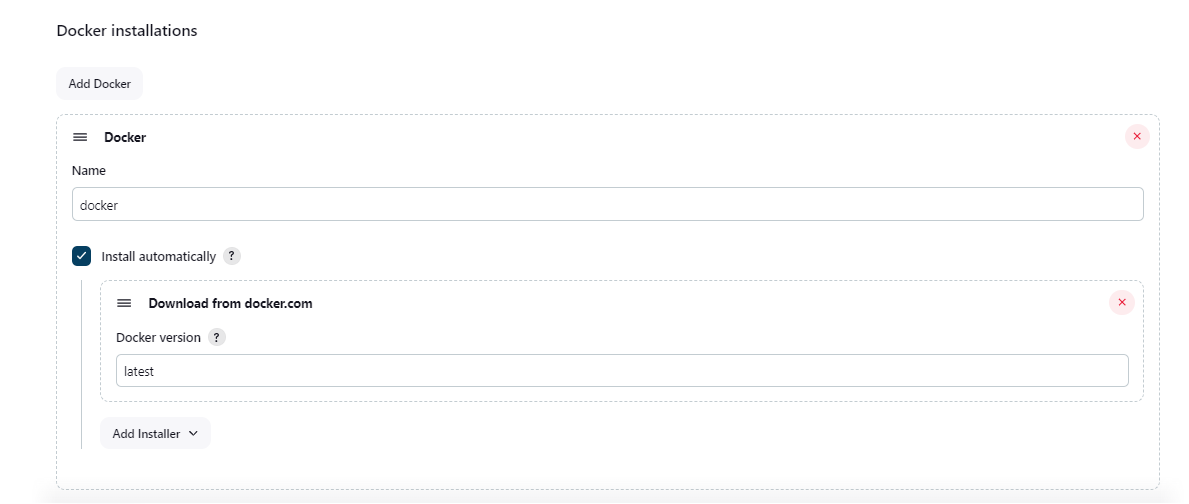 Docker installations
Add Docker
Docker
Name
docker
Install automatically ?
Download from docker.com
Docker version ?
latest
Add Installer